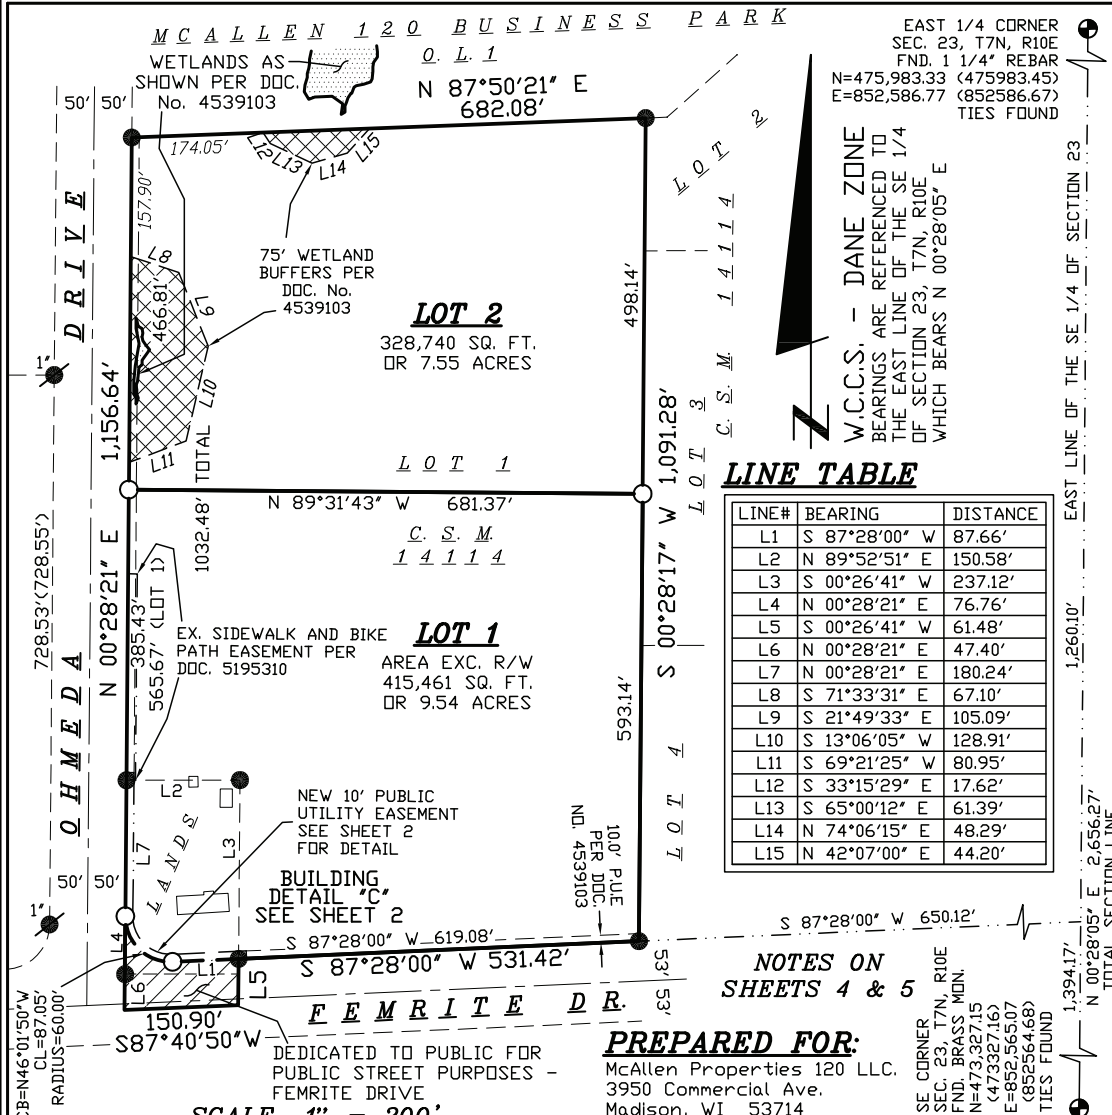 MCALLEN 120 BUSINESS PARK
O. L. 1
WETLANDS AS
SHOWN PER DOC.
No. 4539103
N 87°50'21" E
682.08'
EAST 1/4 CORNER
SEC. 23, T7N, R10E
FND. 1 1/4" REBAR
N=475,983.33 (475983.45)
E=852,586.77 (852586.67)
TIES FOUND
50' 50'
174.05'
L12
L13
L14
L15
LOT 2
157.90'
L8
466.81'
L9
L10
L11
75' WETLAND
BUFFERS PER
DOC. No.
4539103
LOT 2
328,740 SQ. FT.
OR 7.55 ACRES
498.14'
LOT 3
C. S. M. 14114
W.C.C.S. - DANE ZONE
BEARINGS ARE REFERENCED TO
THE EAST LINE OF THE SE 1/4
OF SECTION 23, T7N, R10E
WHICH BEARS N 00°28'05" E
EAST LINE OF THE SE 1/4 OF SECTION 23
1"
OHMEDA DRIVE
728.53'(728.55')
N 00°28'21" E 1,156.64'
1032.48' TOTAL
LOT 1
N 89°31'43" W 681.37'
C. S. M.
14114
S 00°28'17" W 1,091.28'
LINE TABLE
LINE# BEARING DISTANCE
L1 S 87°28'00" W 87.66'
L2 N 89°52'51" E 150.58'
L3 S 00°26'41" W 237.12'
L4 N 00°28'21" E 76.76'
L5 S 00°26'41" W 61.48'
L6 N 00°28'21" E 47.40'
L7 N 00°28'21" E 180.24'
L8 S 71°33'31" E 67.10'
L9 S 21°49'33" E 105.09'
L10 S 13°06'05" W 128.91'
L11 S 69°21'25" W 80.95'
L12 S 33°15'29" E 17.62'
L13 S 65°00'12" E 61.39'
L14 N 74°06'15" E 48.29'
L15 N 42°07'00" E 44.20'
385.43'
565.67' (LOT 1)
EX. SIDEWALK AND BIKE
PATH EASEMENT PER
DOC. 5195310
LOT 1
AREA EXC. R/W
415,461 SQ. FT.
OR 9.54 ACRES
593.14'
LOT 4
1,260.10'
L2
L7
LANDS
L3
NEW 10' PUBLIC
UTILITY EASEMENT
SEE SHEET 2
FOR DETAIL
BUILDING
DETAIL "C"
SEE SHEET 2
10.0' P.U.E
PER DOC.
NO. 4539103
50' 50'
1"
L4
L6
L1
L5
S 87°28'00" W 619.08'
S 87°28'00" W 531.42'
S 87°28'00" W 650.12'
53' 53'
FEMRITE DR.
150.90'
S87°40'50"W
CB=N46°01'50"W
CL=87.05'
RADIUS=60.00'
DEDICATED TO PUBLIC FOR
PUBLIC STREET PURPOSES -
FEMRITE DRIVE
SCALE 1" = 200'
NOTES ON
SHEETS 4 & 5
PREPARED FOR:
McAllen Properties 120 LLC.
3950 Commercial Ave.
Madison, WI 53714
SE CORNER
SEC. 23, T7N, R10E
FND. BRASS MON.
N=473,327.15
(473327.16)
E=852,565.07
(852564.68)
TIES FOUND
1,394.17'
N 00°28'05" E 2,656.27'
TOTAL SECTION LINE